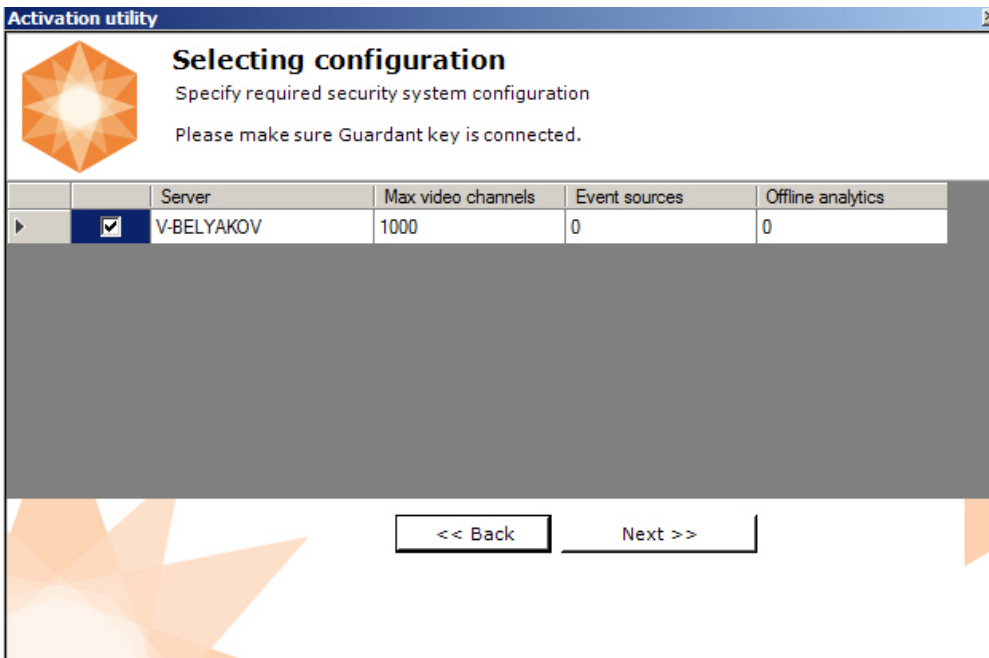 Activation utility
Selecting configuration
Specify required security system configuration
Please make sure Guardant key is connected.
Server Max video channels Event sources Offline analytics
V-BELYAKOV 1000 0 0
<< Back Next >>